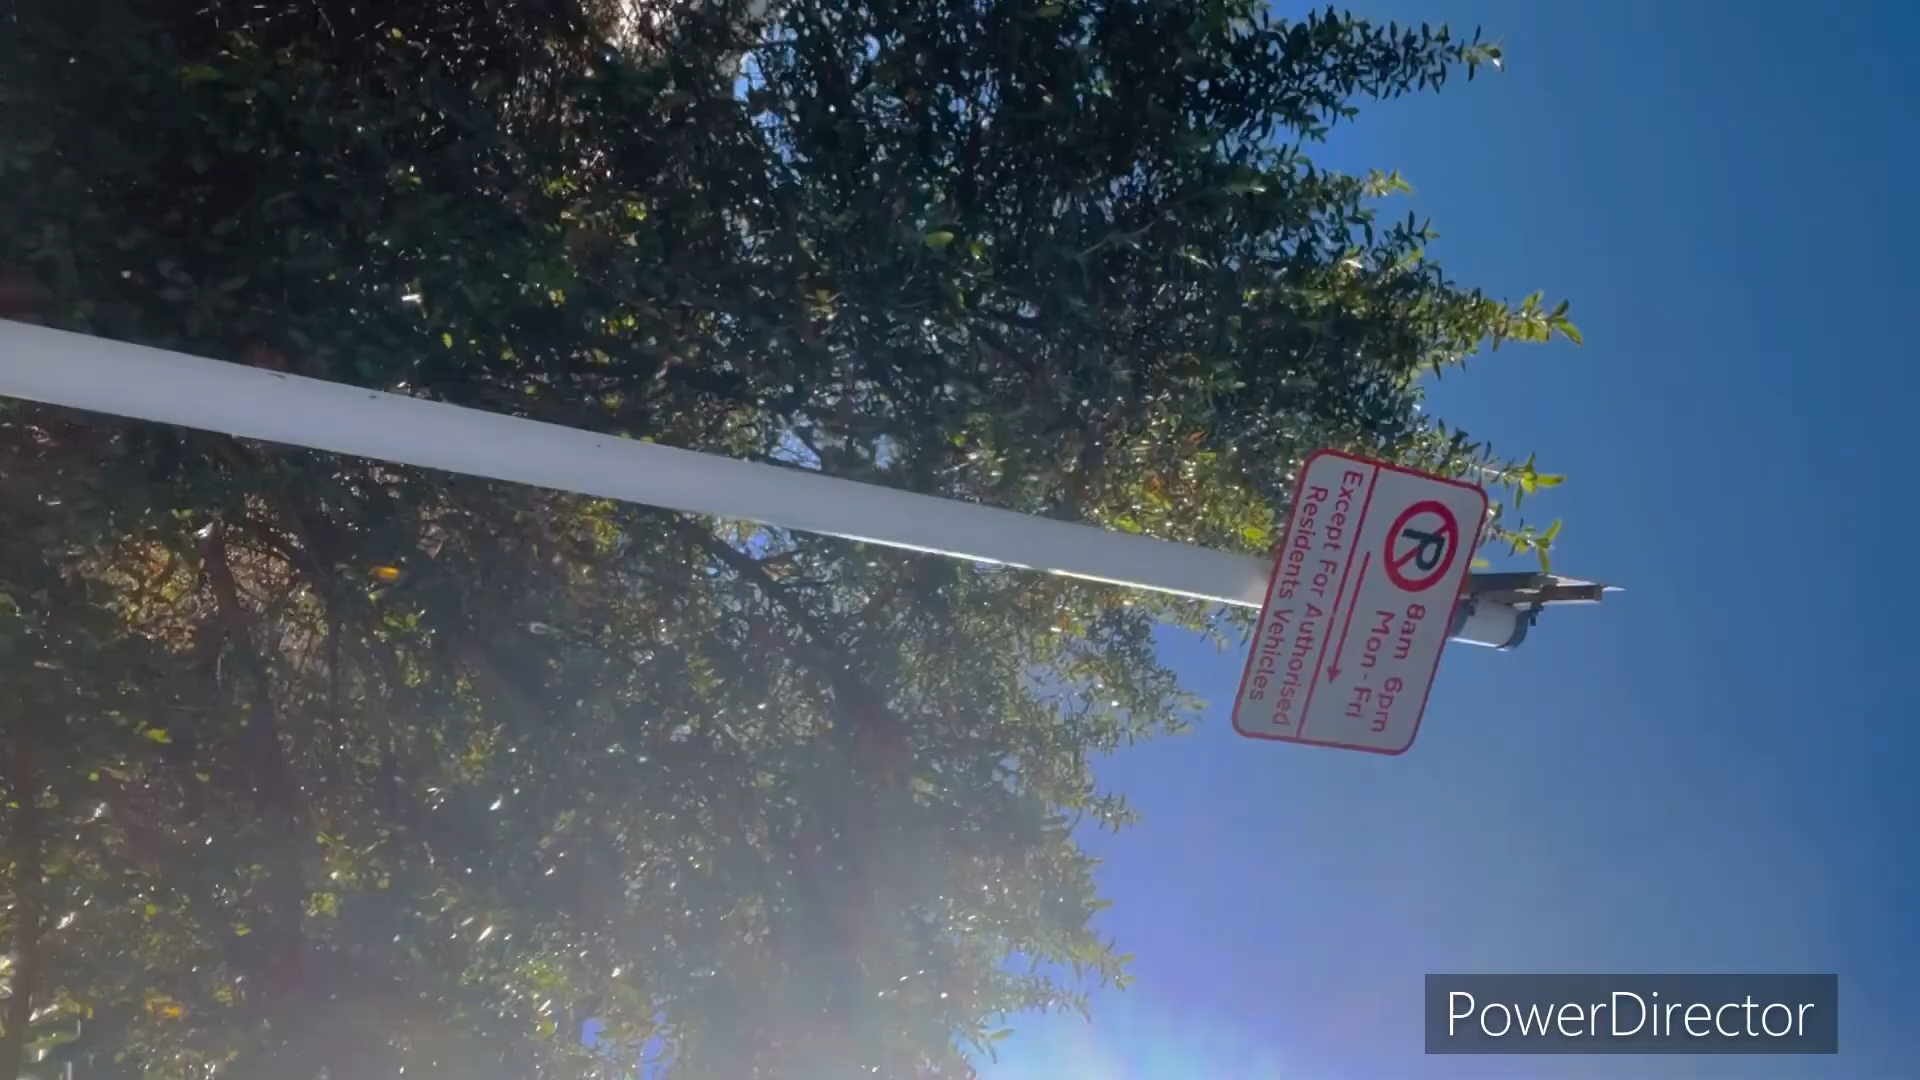 P
8am 6pm
Mon - Fri
Except For Authorised
Residents Vehicles
PowerDirector